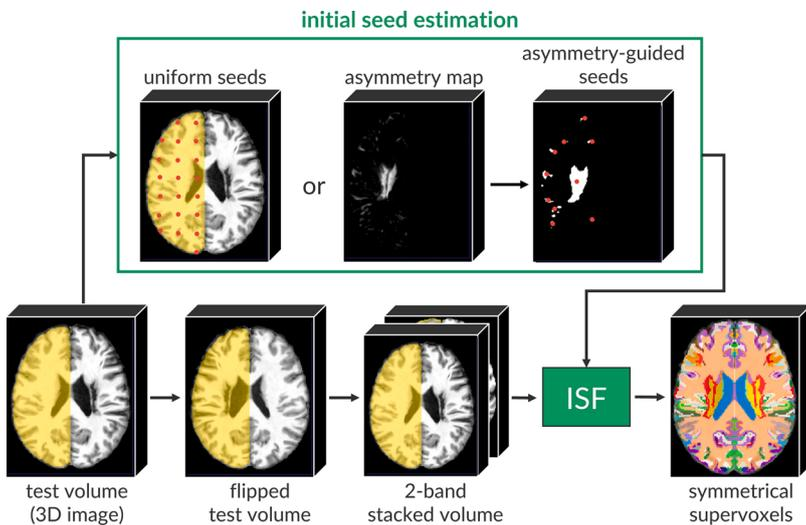 initial seed estimation
uniform seeds
asymmetry map
asymmetry-guided
seeds
or
ISF
test volume
(3D image)
flipped
test volume
2-band
stacked volume
symmetrical
supervoxels